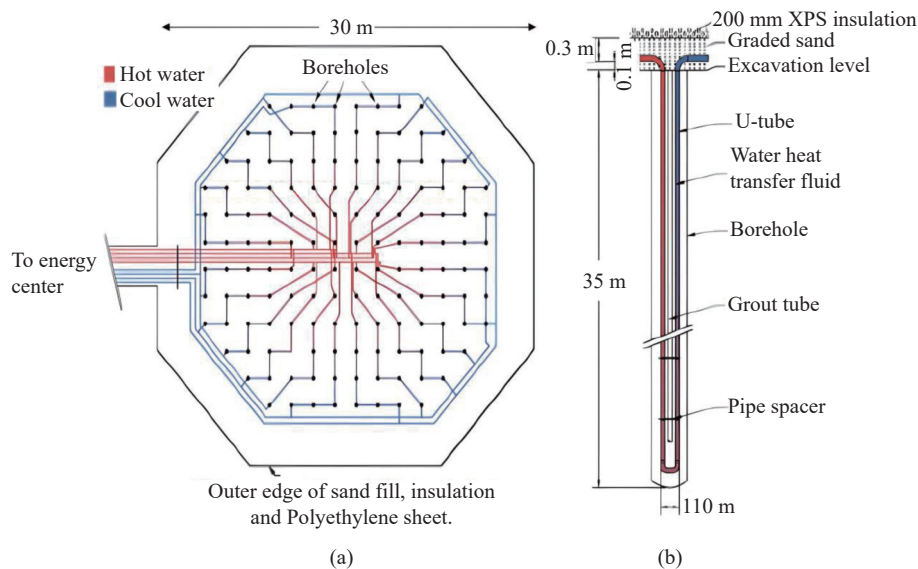 30 m
Hot water
Cool water
Boreholes
To energy
center
Outer edge of sand fill, insulation
and Polyethylene sheet.
(a)
200 mm XPS insulation
0.3 m
Graded sand
0.1 m
Excavation level
U-tube
Water heat
transfer fluid
Borehole
35 m
Grout tube
Pipe spacer
110 m
(b)